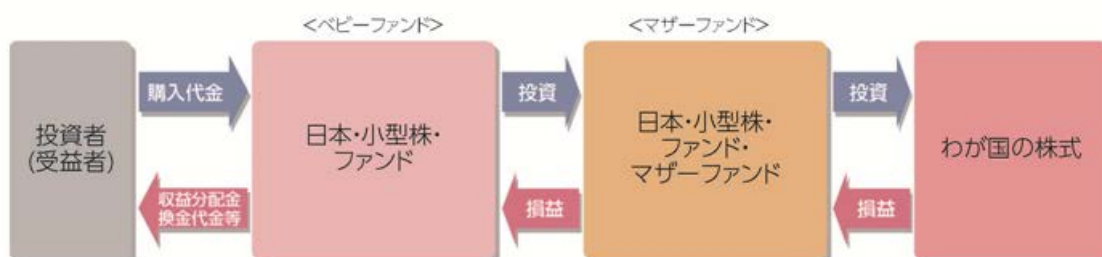 <ベビーファンド>
<マザーファンド>
投資者
(受益者)
購入代金
収益分配金
換金代金等
日本・小型株・
ファンド
投資
損益
日本・小型株・
ファンド・
マザーファンド
投資
損益
わが国の株式